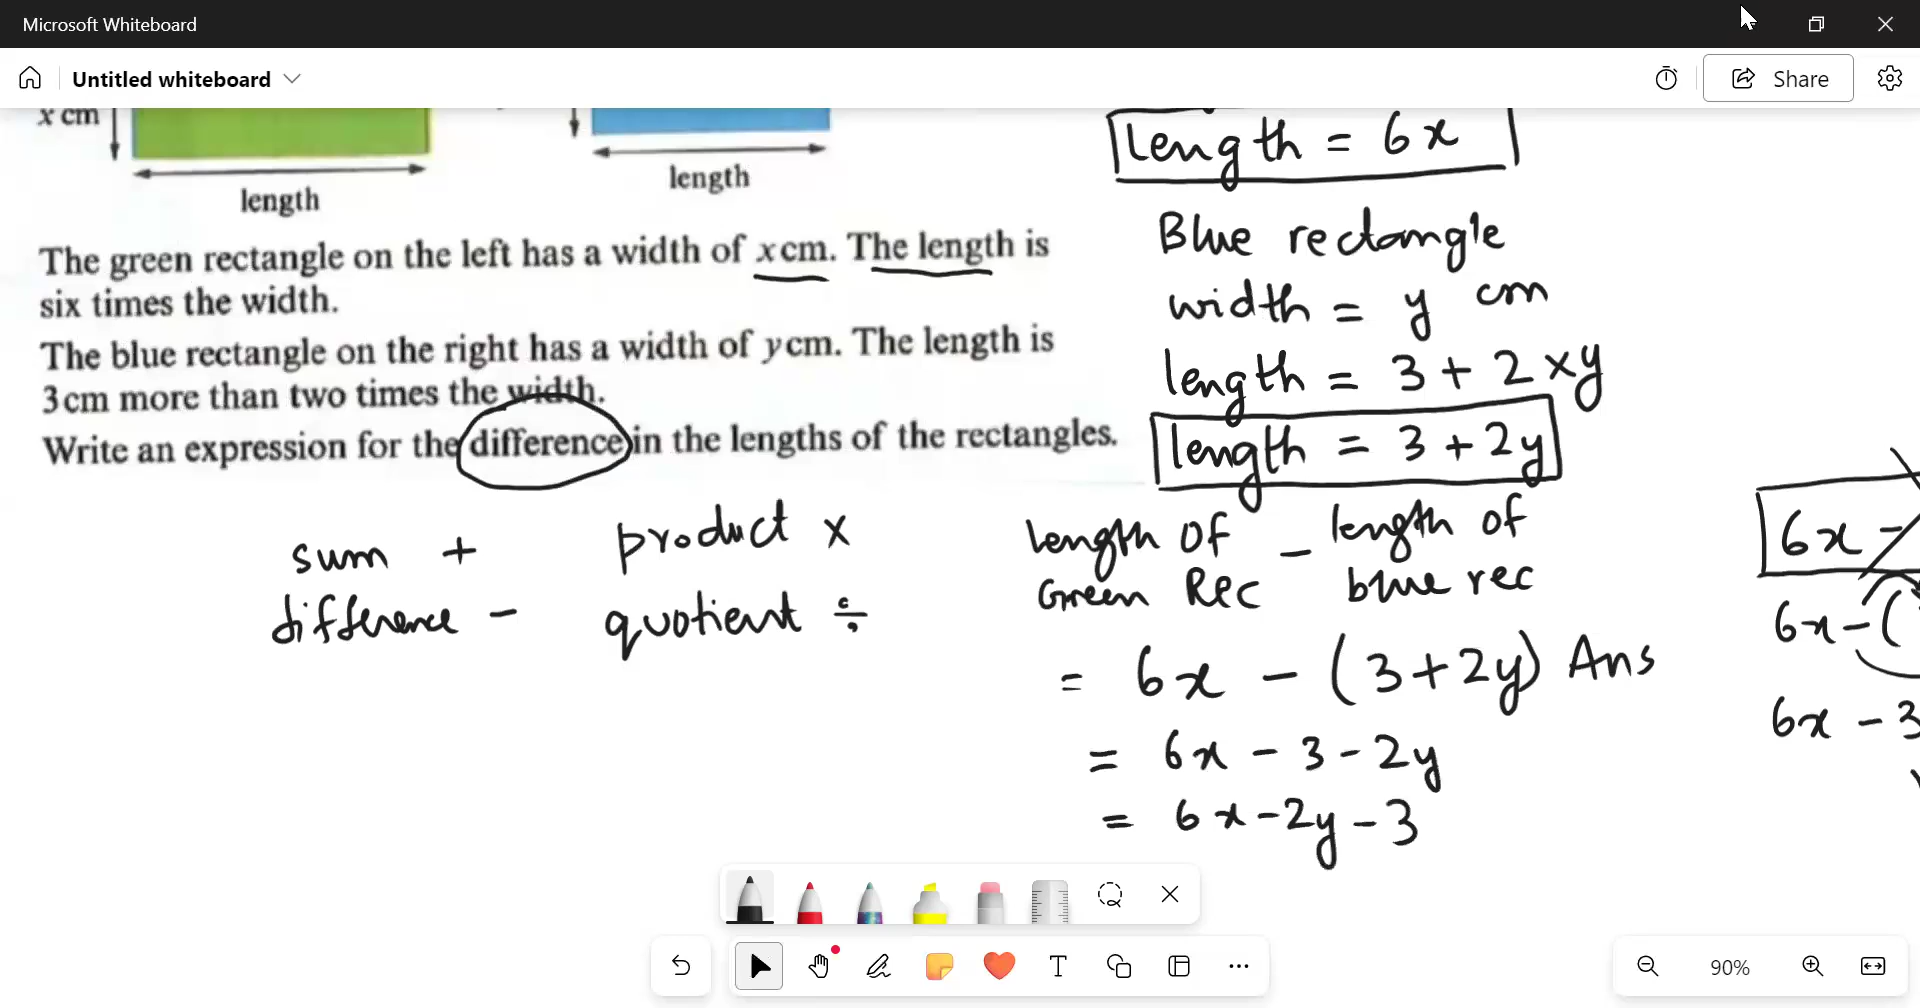 Microsoft Whiteboard
Untitled whiteboard
Share
x cm
length
length
The green rectangle on the left has a width of x cm. The length is
six times the width.
The blue rectangle on the right has a width of y cm. The length is
3 cm more than two times the width.
Write an expression for the difference in the lengths of the rectangles.
sum +
difference -
product ×
quotient ÷
length = 6x
Blue rectangle
width = y cm
length = 3 + 2 × y
length = 3 + 2y
length of Green Rec - length of blue rec
= 6x - (3+2y) Ans
= 6x - 3 - 2y
= 6x - 2y - 3
6x -
6x - (
6x - 3
T
90%